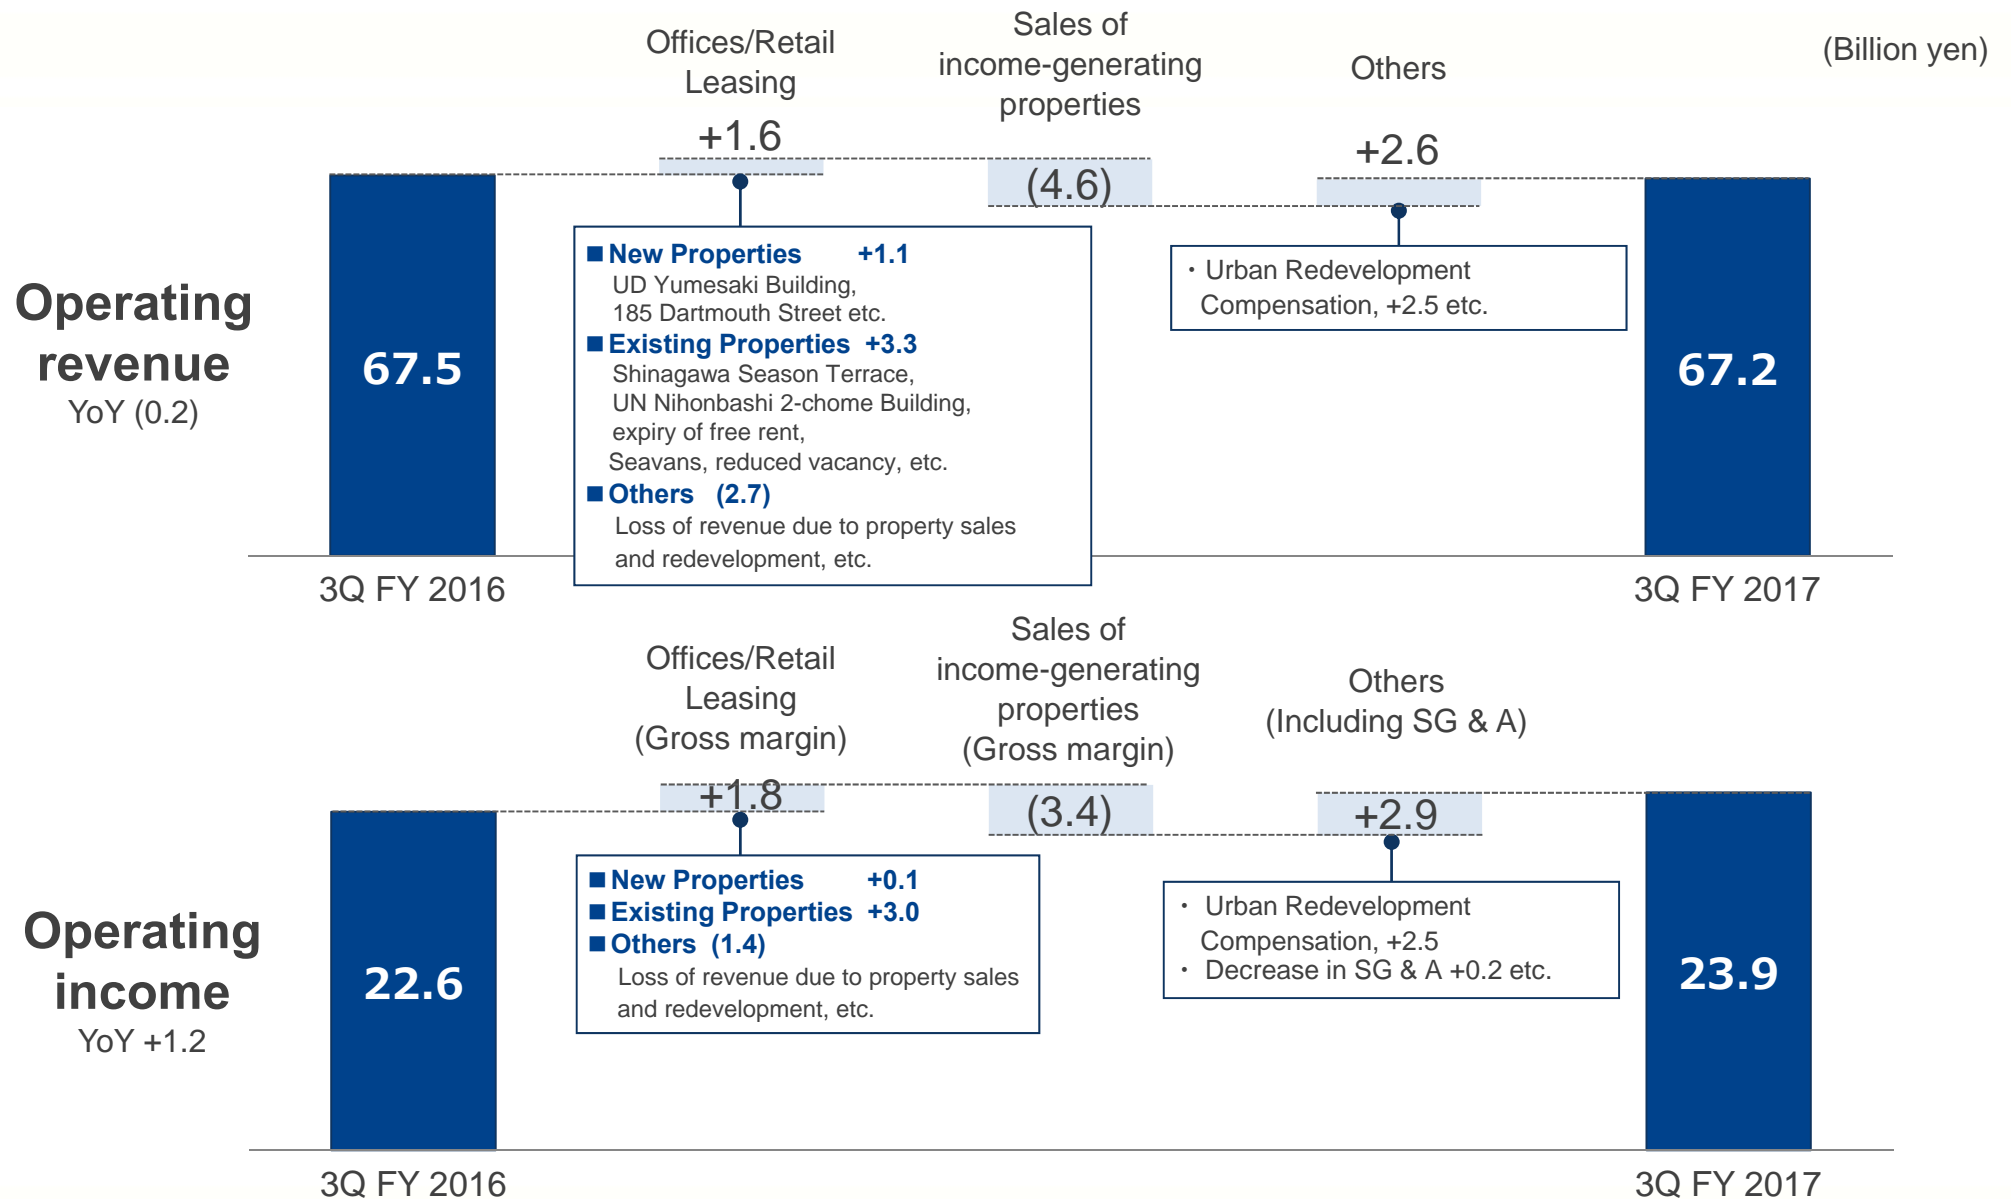 (Billion yen)
Offices/Retail
Leasing
+1.6
Sales of
income-generating
properties
(4.6)
Others
+2.6
Operating
revenue
YoY (0.2)
67.5
■ New Properties +1.1
UD Yumesaki Building,
185 Dartmouth Street etc.
■ Existing Properties +3.3
Shinagawa Season Terrace,
UN Nihonbashi 2-chome Building,
expiry of free rent,
Seavans, reduced vacancy, etc.
■ Others (2.7)
Loss of revenue due to property sales
and redevelopment, etc.
・ Urban Redevelopment
Compensation, +2.5 etc.
67.2
3Q FY 2016
3Q FY 2017
Offices/Retail
Leasing
(Gross margin)
+1.8
Sales of
income-generating
properties
(Gross margin)
(3.4)
Others
(Including SG & A)
+2.9
Operating
income
YoY +1.2
22.6
■ New Properties +0.1
■ Existing Properties +3.0
■ Others (1.4)
Loss of revenue due to property sales
and redevelopment, etc.
・ Urban Redevelopment
Compensation, +2.5
・ Decrease in SG & A +0.2 etc.
23.9
3Q FY 2016
3Q FY 2017